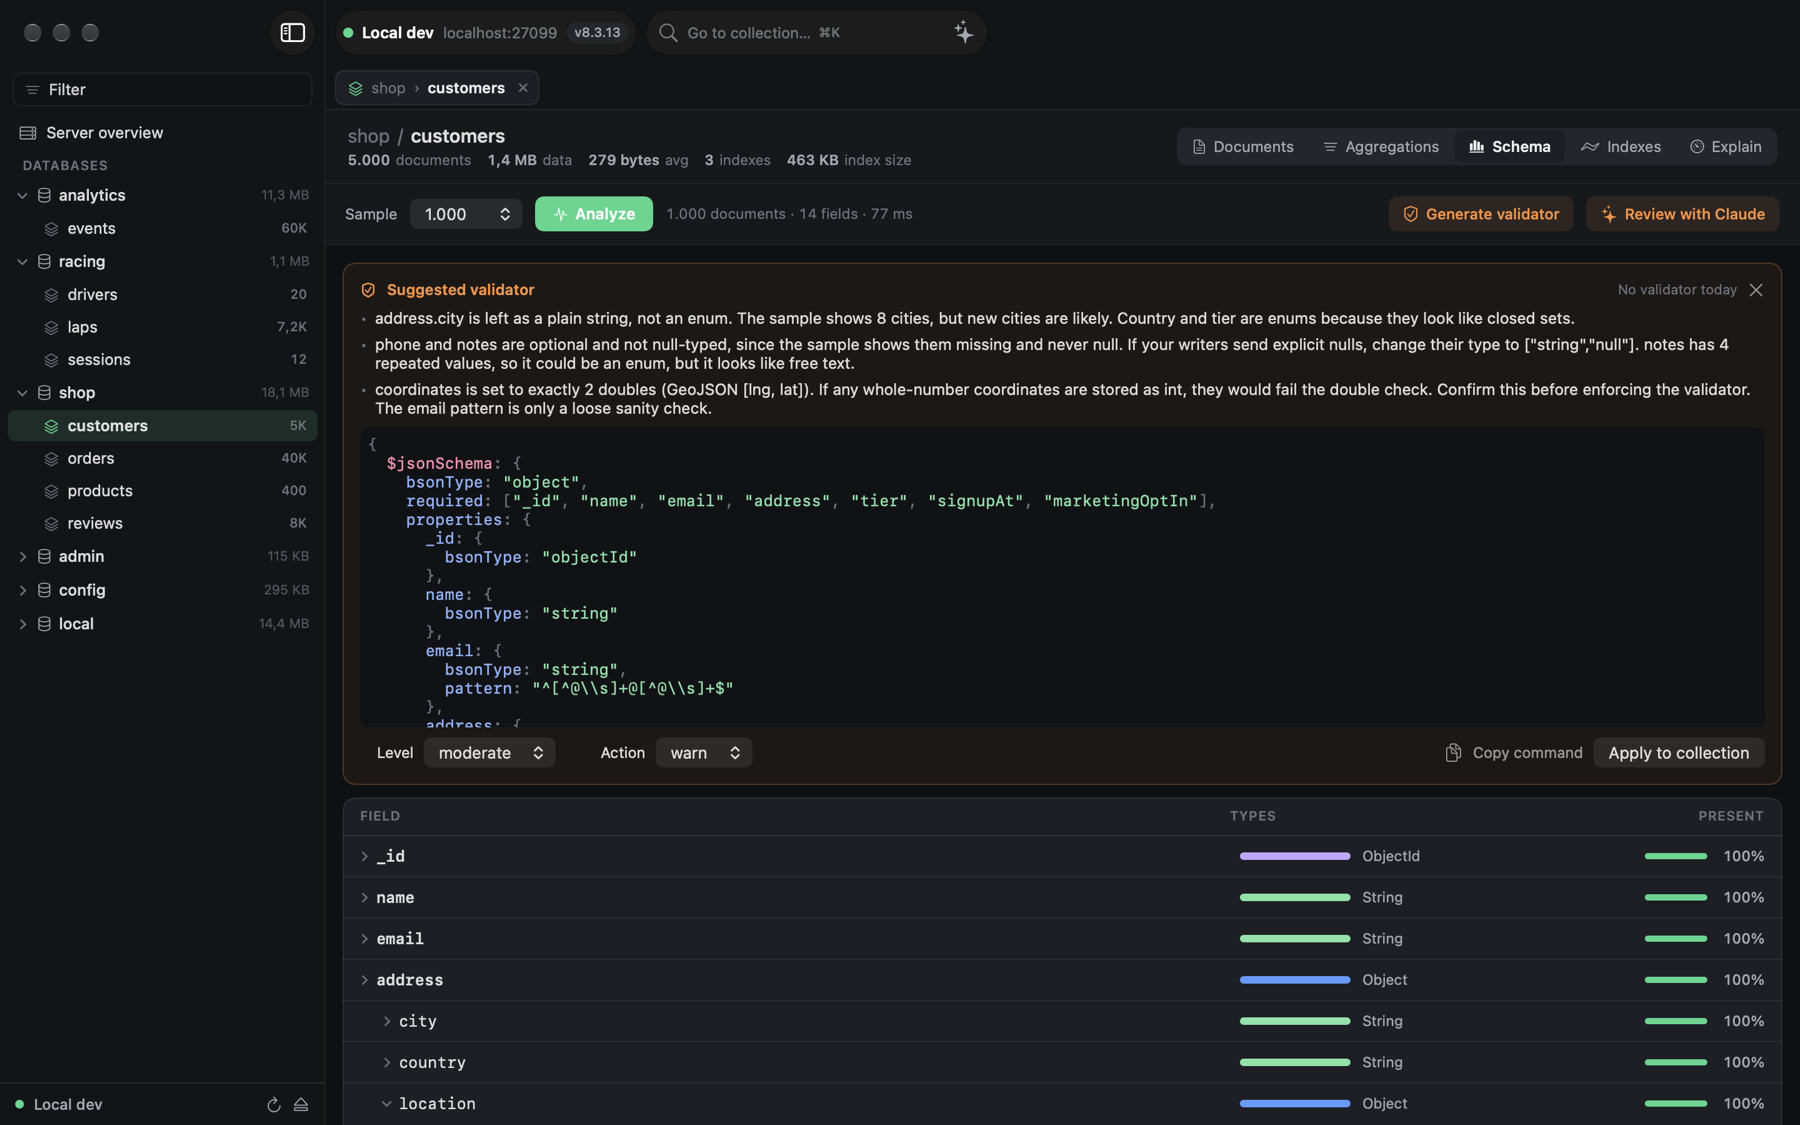 Local dev localhost:27099 v8.3.13
Go to collection... ⌘K
Filter
shop › customers
Server overview
DATABASES
analytics 11,3 MB
events 60K
racing 1,1 MB
drivers 20
laps 7,2K
sessions 12
shop 18,1 MB
customers 5K
orders 40K
products 400
reviews 8K
admin 115 KB
config 295 KB
local 14,4 MB
Local dev
shop / customers
5.000 documents 1,4 MB data 279 bytes avg 3 indexes 463 KB index size
Documents Aggregations Schema Indexes Explain
Sample 1.000 Analyze 1.000 documents · 14 fields · 77 ms
Generate validator Review with Claude
Suggested validator No validator today
• address.city is left as a plain string, not an enum. The sample shows 8 cities, but new cities are likely. Country and tier are enums because they look like closed sets.
• phone and notes are optional and not null-typed, since the sample shows them missing and never null. If your writers send explicit nulls, change their type to ["string","null"]. notes has 4
repeated values, so it could be an enum, but it looks like free text.
• coordinates is set to exactly 2 doubles (GeoJSON [lng, lat]). If any whole-number coordinates are stored as int, they would fail the double check. Confirm this before enforcing the validator.
The email pattern is only a loose sanity check.
{
$jsonSchema: {
bsonType: "object",
required: ["_id", "name", "email", "address", "tier", "signupAt", "marketingOptIn"],
properties: {
_id: {
bsonType: "objectId"
},
name: {
bsonType: "string"
},
email: {
bsonType: "string",
pattern: "^[^@\\s]+@[^@\\s]+$"
},
address: {
Level moderate Action warn Copy command Apply to collection
FIELD TYPES PRESENT
_id ObjectId 100%
name String 100%
email String 100%
address Object 100%
city String 100%
country String 100%
location Object 100%